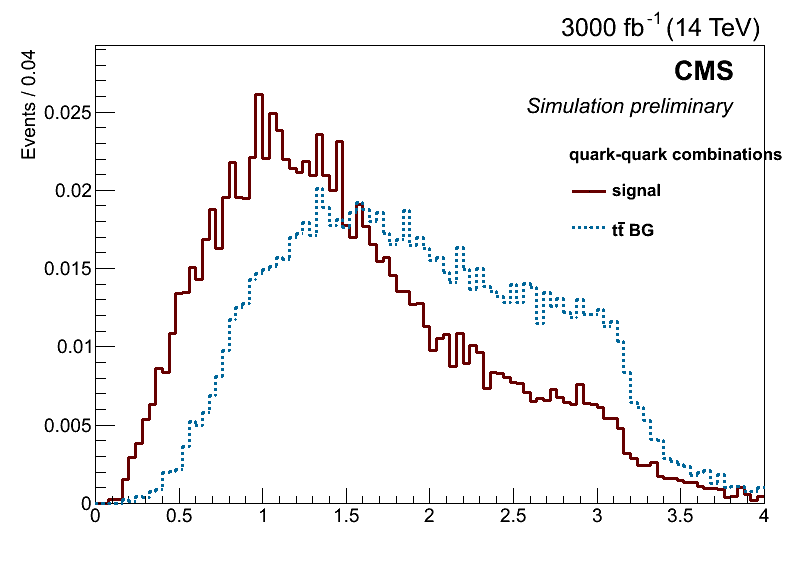 3000 fb-1 (14 TeV)
Events / 0.04
CMS
Simulation preliminary
quark-quark combinations
signal
tt̄ BG
0.025
0.02
0.015
0.01
0.005
0
0 0.5 1 1.5 2 2.5 3 3.5 4